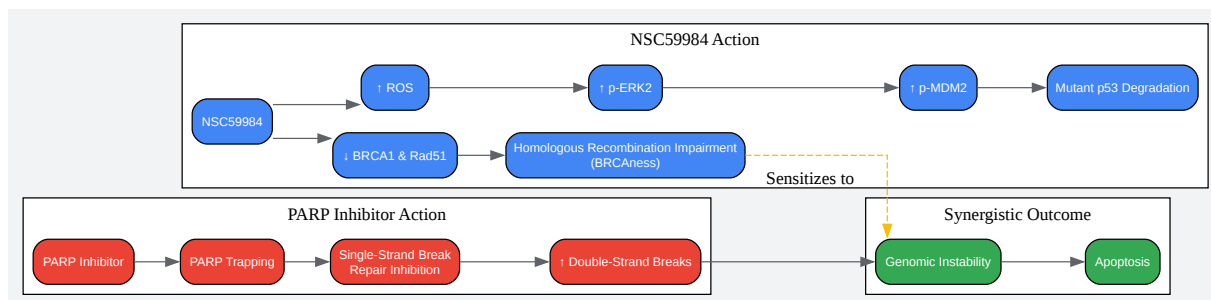 NSC59984 Action
NSC59984
↑ ROS
↑ p-ERK2
↑ p-MDM2
Mutant p53 Degradation
↓ BRCA1 & Rad51
Homologous Recombination Impairment
(BRCAness)
Sensitizes to
PARP Inhibitor Action
PARP Inhibitor
PARP Trapping
Single-Strand Break
Repair Inhibition
↑ Double-Strand Breaks
Synergistic Outcome
Genomic Instability
Apoptosis